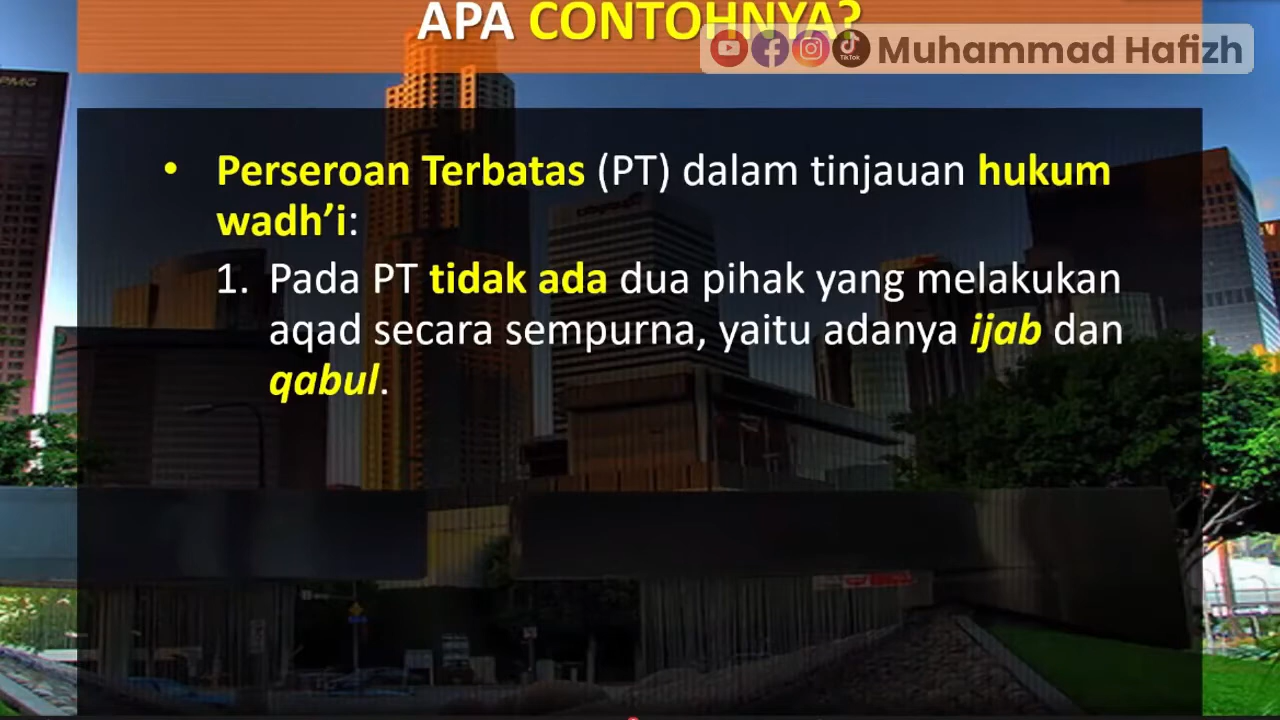 APA CONTOHNYA?
Muhammad Hafizh
TikTok
• Perseroan Terbatas (PT) dalam tinjauan hukum
wadh’i:
1. Pada PT tidak ada dua pihak yang melakukan
aqad secara sempurna, yaitu adanya ijab dan
qabul.